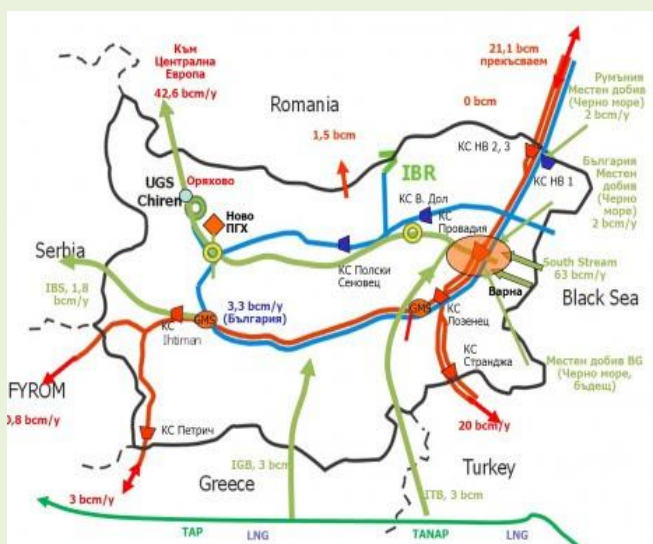 Към
Централна
Европа
42,6 bcm/y
21,1 bcm
прекъсваем
0 bcm
Румъния
Местен добив
(Черно море)
2 bcm/y
Romania
1,5 bcm
IBR
КС НВ 2, 3
КС НВ 1
България
Местен
добив
(Черно
море)
2 bcm/y
UGS
Chiren
Оряхово
Ново
ПГХ
КС В. Дол
КС
Провадия
КС Полски
Сеновец
South Stream
63 bcm/y
Варна
Black Sea
Serbia
IBS, 1,8
bcm/y
3,3 bcm/y
(България)
GMS
GMS
КС
Ihtiman
КС
Лозенец
КС
Странджа
Местен добив BG
(Черно море,
бъдещ)
FYROM
0,8 bcm/y
КС Петрич
20 bcm/y
3 bcm/y
Greece
IGB, 3 bcm
ITB, 3 bcm
Turkey
TAP
LNG
TANAP
LNG